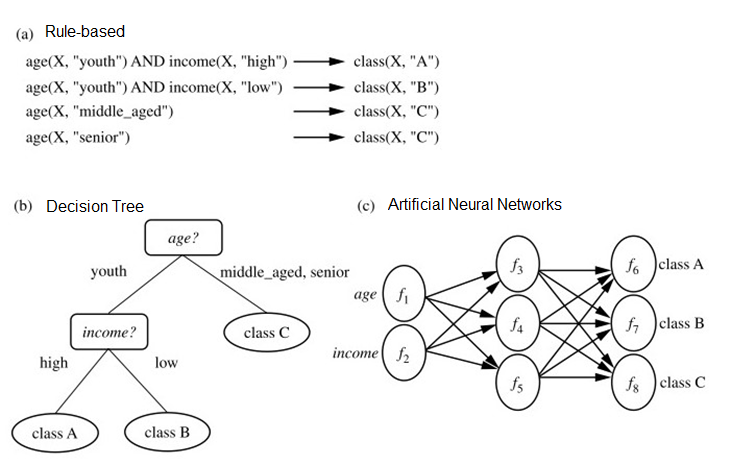 (a) Rule-based
age(X, "youth") AND income(X, "high") class(X, "A")
age(X, "youth") AND income(X, "low") class(X, "B")
age(X, "middle_aged") class(X, "C")
age(X, "senior") class(X, "C")
(b) Decision Tree
age?
youth
middle_aged, senior
income?
class C
high
low
class A
class B
(c) Artificial Neural Networks
age f1
income f2
f3
f4
f5
f6 class A
f7 class B
f8 class C